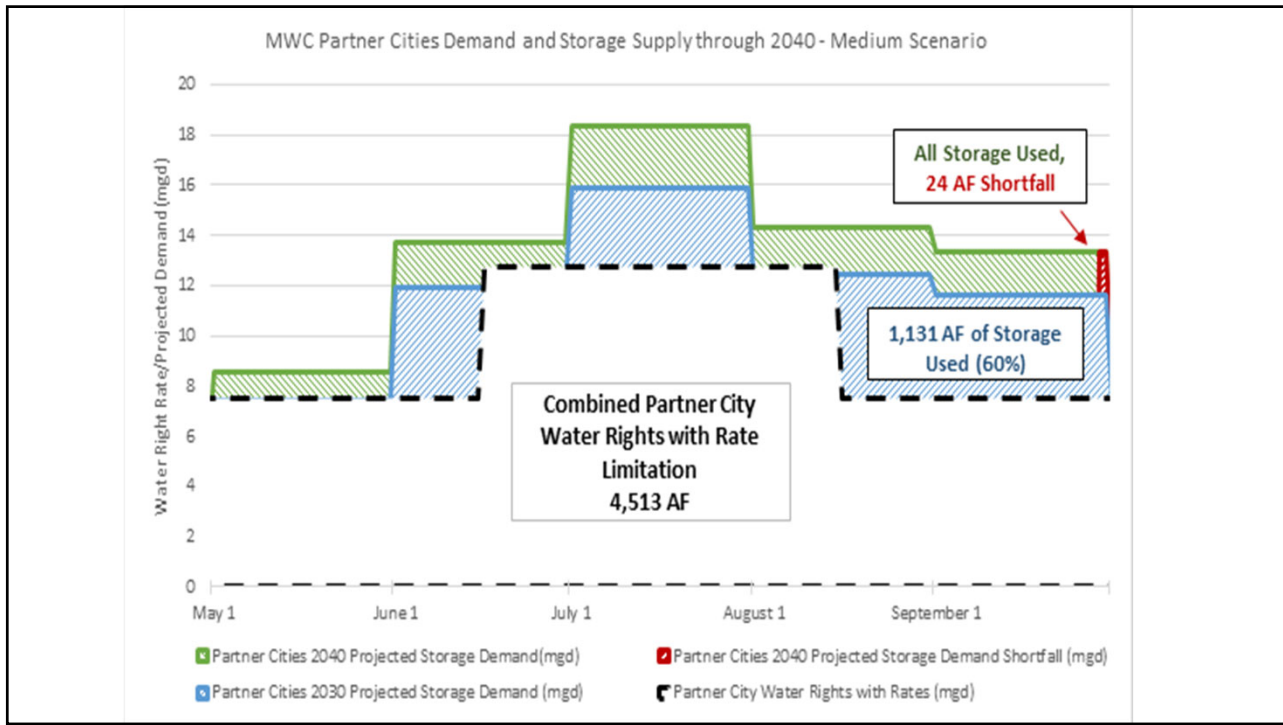 MWC Partner Cities Demand and Storage Supply through 2040 - Medium Scenario
Water Right Rate/Projected Demand (mgd)
20
18
16
14
12
10
8
6
4
2
0
All Storage Used,
24 AF Shortfall
1,131 AF of Storage
Used (60%)
Combined Partner City
Water Rights with Rate
Limitation
4,513 AF
May 1
June 1
July 1
August 1
September 1
Partner Cities 2040 Projected Storage Demand(mgd)
Partner Cities 2040 Projected Storage Demand Shortfall (mgd)
Partner Cities 2030 Projected Storage Demand (mgd)
Partner City Water Rights with Rates (mgd)